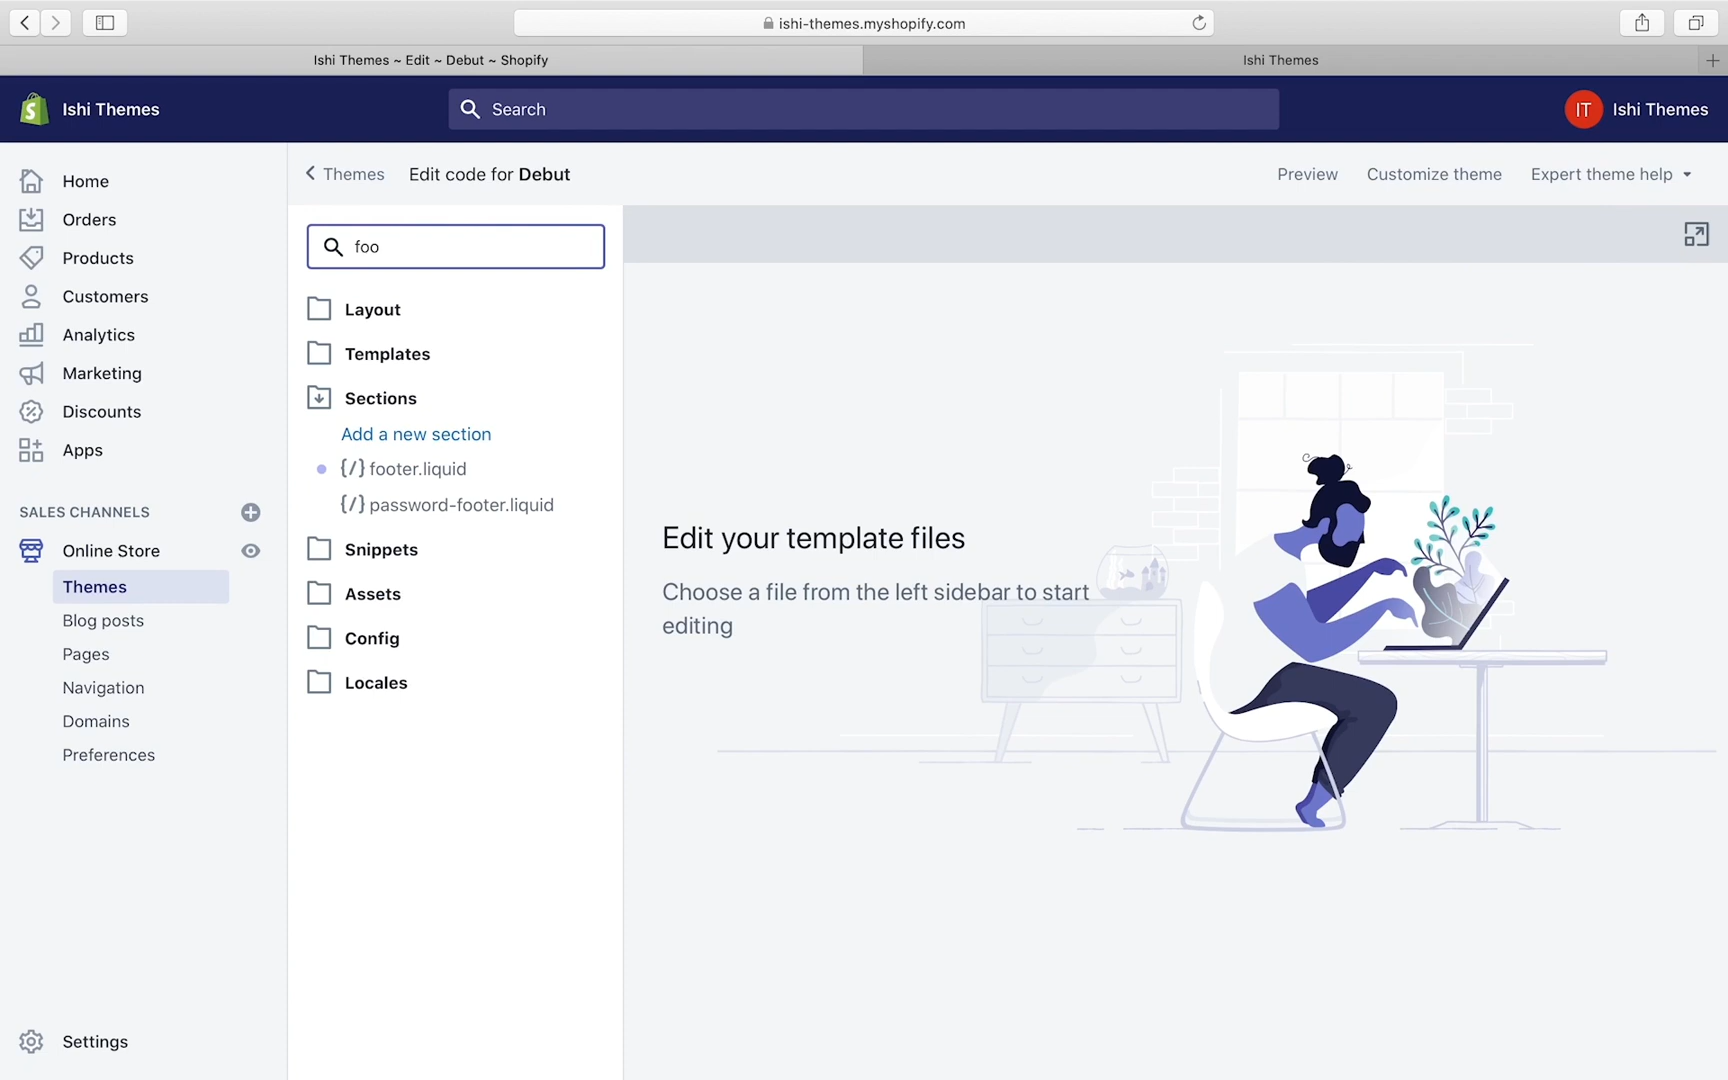 ishi-themes.myshopify.com
Ishi Themes ~ Edit ~ Debut ~ Shopify
Ishi Themes
Ishi Themes
Search
IT
Ishi Themes
Themes
Edit code for Debut
Preview
Customize theme
Expert theme help
Home
Orders
Products
Customers
Analytics
Marketing
Discounts
Apps
SALES CHANNELS
Online Store
Themes
Blog posts
Pages
Navigation
Domains
Preferences
Settings
foo
Layout
Templates
Sections
Add a new section
{/} footer.liquid
{/} password-footer.liquid
Snippets
Assets
Config
Locales
Edit your template files
Choose a file from the left sidebar to start
editing